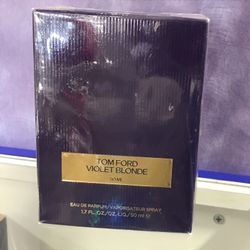 TOM FORD
VIOLET BLONDE
EAU DE PARFUM/VAPORISATEUR SPRAY
1.7 FL.OZ/OZ.LIQ./50 ml ℮